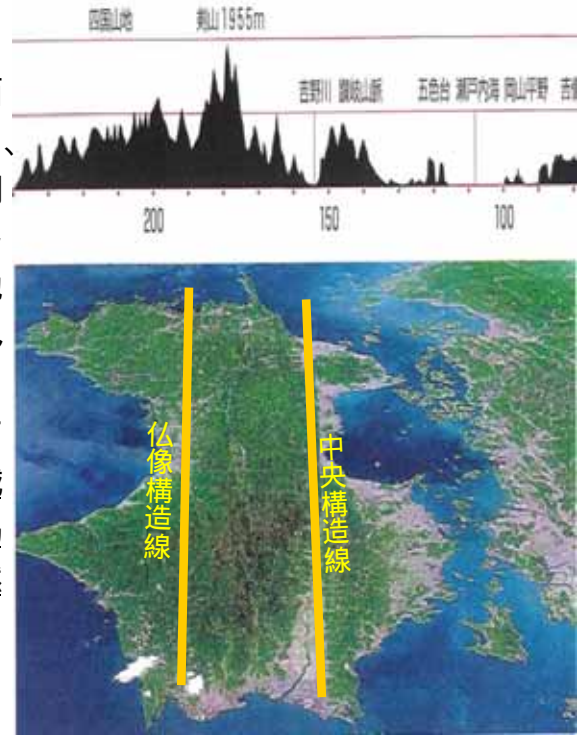 四国山地 剣山1955m
吉野川 讃岐山脈 五色台 瀬戸内海 岡山平野
200 150 100
仏像構造線
中央構造線